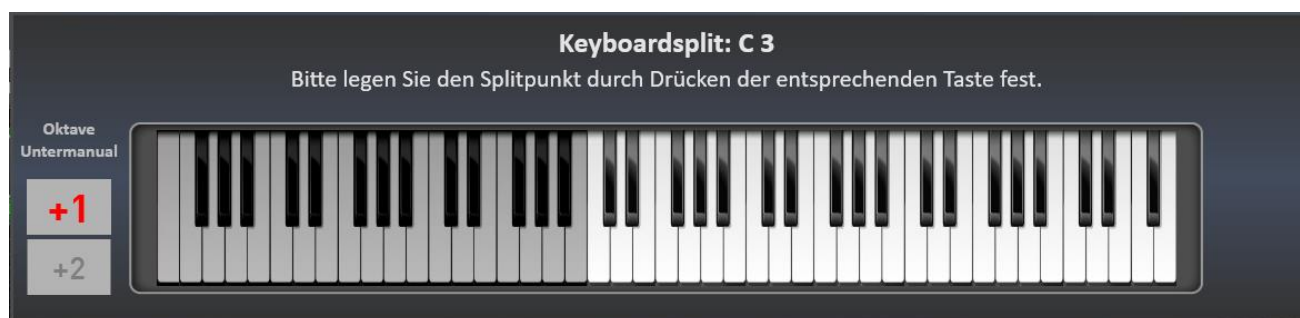 Keyboardsplit: C 3
Bitte legen Sie den Splitpunkt durch Drücken der entsprechenden Taste fest.
Oktave
Untermanual
+1
+2